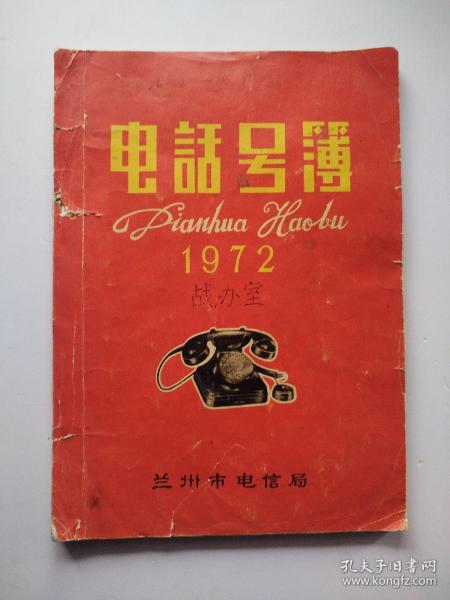 电話号簿
Dianhua Haobu
1972
战办室
兰州市电信局
孔夫子旧书网
www.kongfz.com